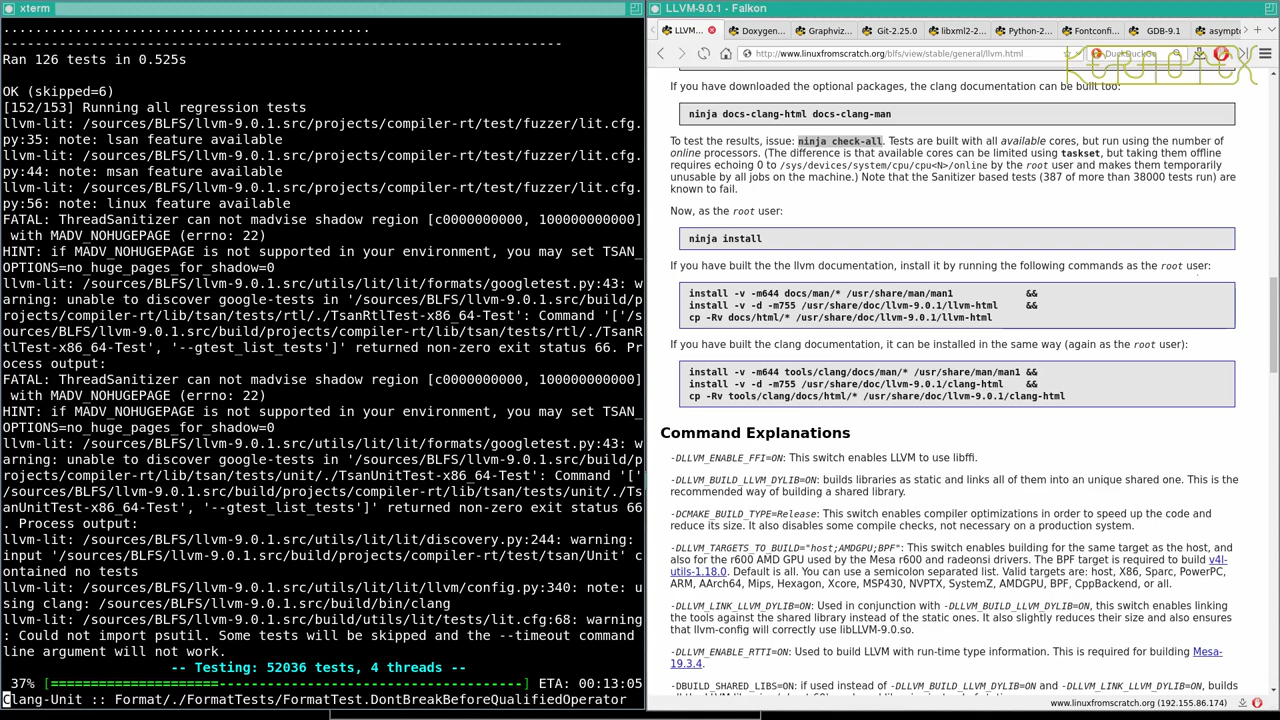 xterm
..........................................
----------------------------------------------------------------------
Ran 126 tests in 0.525s
OK (skipped=6)
[152/153] Running all regression tests
llvm-lit: /sources/BLFS/llvm-9.0.1.src/projects/compiler-rt/test/fuzzer/lit.cfg.
py:35: note: lsan feature available
llvm-lit: /sources/BLFS/llvm-9.0.1.src/projects/compiler-rt/test/fuzzer/lit.cfg.
py:44: note: msan feature available
llvm-lit: /sources/BLFS/llvm-9.0.1.src/projects/compiler-rt/test/fuzzer/lit.cfg.
py:56: note: linux feature available
FATAL: ThreadSanitizer can not madvise shadow region [c0000000000, 100000000000]
 with MADV_NOHUGEPAGE (errno: 22)
HINT: if MADV_NOHUGEPAGE is not supported in your environment, you may set TSAN_
OPTIONS=no_huge_pages_for_shadow=0
llvm-lit: /sources/BLFS/llvm-9.0.1.src/utils/lit/lit/formats/googletest.py:43: w
arning: unable to discover google-tests in '/sources/BLFS/llvm-9.0.1.src/build/p
rojects/compiler-rt/lib/tsan/tests/rtl/./TsanRtlTest-x86_64-Test': Command '['/s
ources/BLFS/llvm-9.0.1.src/build/projects/compiler-rt/lib/tsan/tests/rtl/./TsanR
tlTest-x86_64-Test', '--gtest_list_tests']' returned non-zero exit status 66. Pr
ocess output:
FATAL: ThreadSanitizer can not madvise shadow region [c0000000000, 100000000000]
 with MADV_NOHUGEPAGE (errno: 22)
HINT: if MADV_NOHUGEPAGE is not supported in your environment, you may set TSAN_
OPTIONS=no_huge_pages_for_shadow=0
llvm-lit: /sources/BLFS/llvm-9.0.1.src/utils/lit/lit/formats/googletest.py:43: w
arning: unable to discover google-tests in '/sources/BLFS/llvm-9.0.1.src/build/p
rojects/compiler-rt/lib/tsan/tests/unit/./TsanUnitTest-x86_64-Test': Command '['
/sources/BLFS/llvm-9.0.1.src/build/projects/compiler-rt/lib/tsan/tests/unit/./Ts
anUnitTest-x86_64-Test', '--gtest_list_tests']' returned non-zero exit status 66
. Process output:
llvm-lit: /sources/BLFS/llvm-9.0.1.src/utils/lit/lit/discovery.py:244: warning:
input '/sources/BLFS/llvm-9.0.1.src/build/projects/compiler-rt/test/tsan/Unit' c
ontained no tests
llvm-lit: /sources/BLFS/llvm-9.0.1.src/utils/lit/lit/llvm/config.py:340: note: u
sing clang: /sources/BLFS/llvm-9.0.1.src/build/bin/clang
llvm-lit: /sources/BLFS/llvm-9.0.1.src/build/utils/lit/tests/lit.cfg:68: warning
: Could not import psutil. Some tests will be skipped and the --timeout command
line argument will not work.
-- Testing: 52036 tests, 4 threads --
37% [======================----------------------------------------] ETA: 00:13:05
Clang-Unit :: Format/./FormatTests/FormatTest.DontBreakBeforeQualifiedOperator
LLVM-9.0.1 - Falkon
LLVM... Doxygen... Graphviz... Git-2.25.0 libxml2-2... Python-2... Fontconfi... GDB-9.1 asympto
http://www.linuxfromscratch.org/blfs/view/stable/general/llvm.html DuckDuckGo
KERNOTEX
If you have downloaded the optional packages, the clang documentation can be built too:
ninja docs-clang-html docs-clang-man
To test the results, issue: ninja check-all. Tests are built with all available cores, but run using the number of
online processors. (The difference is that available cores can be limited using taskset, but taking them offline
requires echoing 0 to /sys/devices/system/cpu/cpu<N>/online by the root user and makes them temporarily
unusable by all jobs on the machine.) Note that the Sanitizer based tests (387 of more than 38000 tests run) are
known to fail.
Now, as the root user:
ninja install
If you have built the the llvm documentation, install it by running the following commands as the root user:
install -v -m644 docs/man/* /usr/share/man/man1 &&
install -v -d -m755 /usr/share/doc/llvm-9.0.1/llvm-html &&
cp -Rv docs/html/* /usr/share/doc/llvm-9.0.1/llvm-html
If you have built the clang documentation, it can be installed in the same way (again as the root user):
install -v -m644 tools/clang/docs/man/* /usr/share/man/man1 &&
install -v -d -m755 /usr/share/doc/llvm-9.0.1/clang-html &&
cp -Rv tools/clang/docs/html/* /usr/share/doc/llvm-9.0.1/clang-html
Command Explanations
-DLLVM_ENABLE_FFI=ON: This switch enables LLVM to use libffi.
-DLLVM_BUILD_LLVM_DYLIB=ON: builds libraries as static and links all of them into an unique shared one. This is the
recommended way of building a shared library.
-DCMAKE_BUILD_TYPE=Release: This switch enables compiler optimizations in order to speed up the code and
reduce its size. It also disables some compile checks, not necessary on a production system.
-DLLVM_TARGETS_TO_BUILD="host;AMDGPU;BPF": This switch enables building for the same target as the host, and
also for the r600 AMD GPU used by the Mesa r600 and radeonsi drivers. The BPF target is required to build v4l-
utils-1.18.0. Default is all. You can use a semicolon separated list. Valid targets are: host, X86, Sparc, PowerPC,
ARM, AArch64, Mips, Hexagon, Xcore, MSP430, NVPTX, SystemZ, AMDGPU, BPF, CppBackend, or all.
-DLLVM_LINK_LLVM_DYLIB=ON: Used in conjunction with -DLLVM_BUILD_LLVM_DYLIB=ON, this switch enables linking
the tools against the shared library instead of the static ones. It also slightly reduces their size and also ensures
that llvm-config will correctly use libLLVM-9.0.so.
-DLLVM_ENABLE_RTTI=ON: Used to build LLVM with run-time type information. This is required for building Mesa-
19.3.4.
-DBUILD_SHARED_LIBS=ON: if used instead of -DLLVM_BUILD_LLVM_DYLIB=ON and -DLLVM_LINK_LLVM_DYLIB=ON, builds
www.linuxfromscratch.org (192.155.86.174)